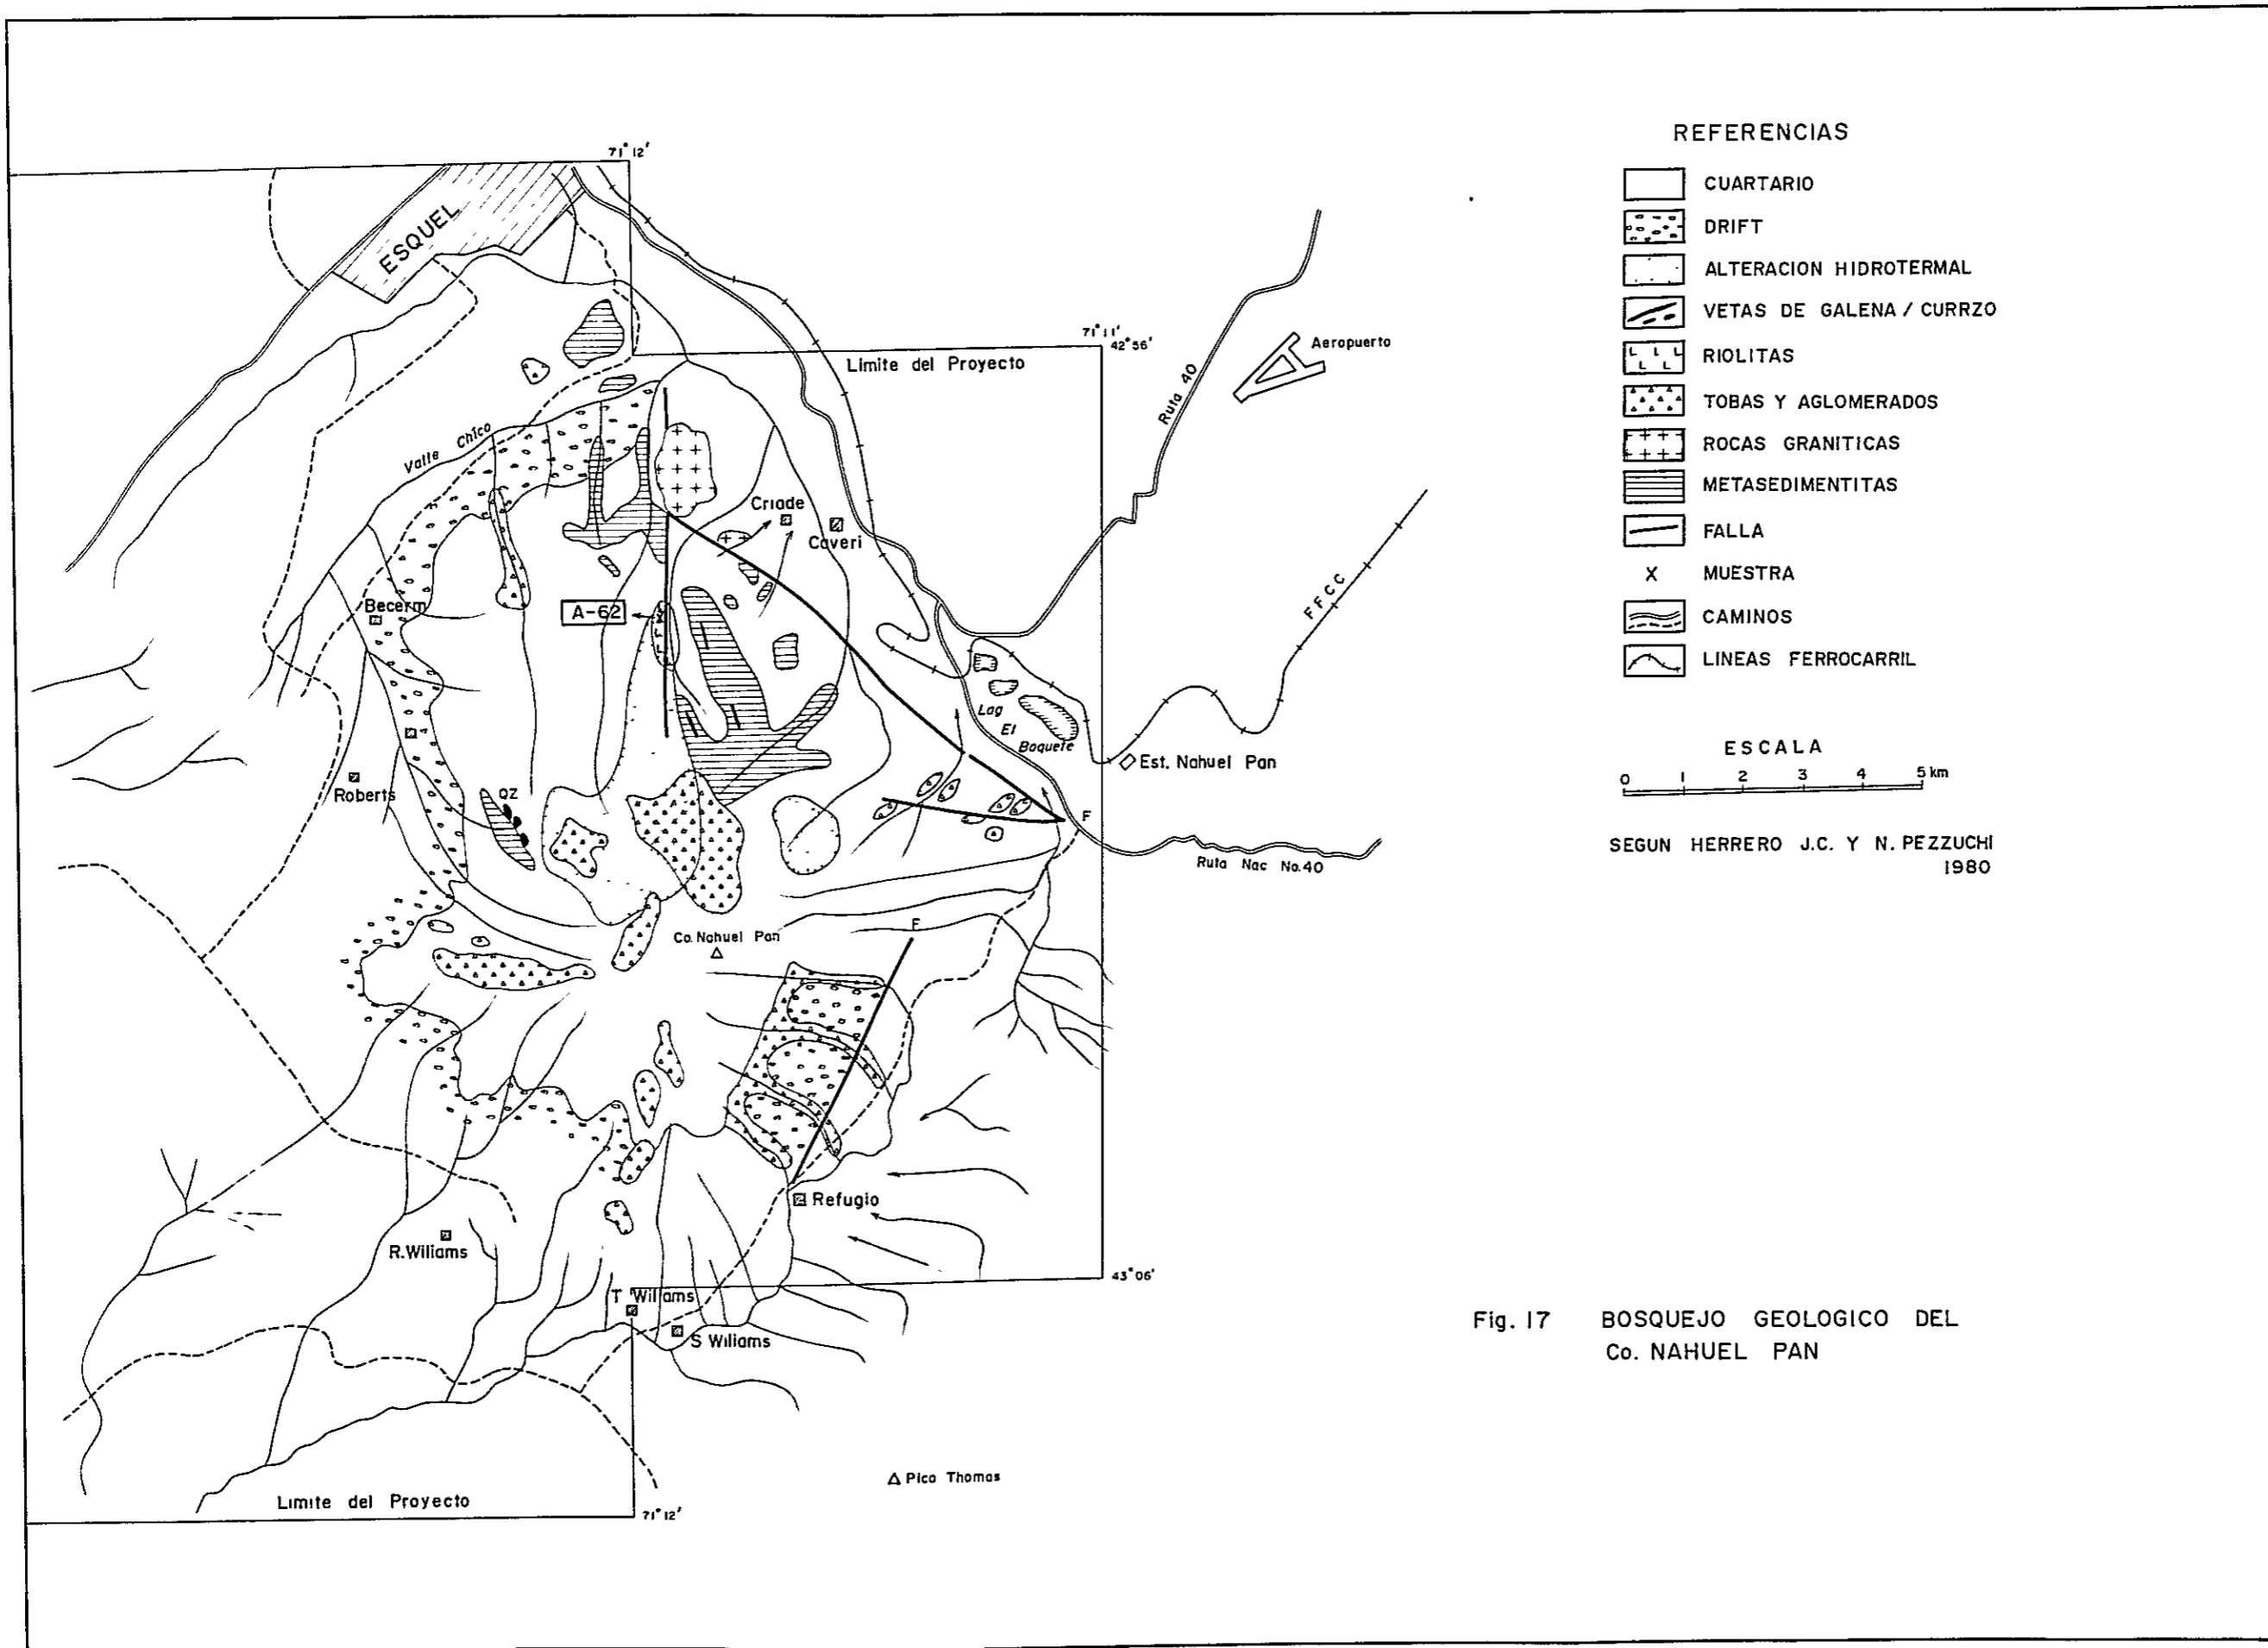 71°12'
ESQUEL
71°11'
42°56'
Límite del Proyecto
Aeropuerto
Ruta 40
Valle Chico
Criade
Caveri
A-62
Becerm
FFCC
Lag
El
Boquete
Est. Nahuel Pan
Roberts
QZ
F
Ruta Nac No.40
F
Co. Nahuel Pan
Refugio
R.Wiliams
43°06'
T Willams
S Wiliams
Pico Thomas
Límite del Proyecto
71°12'
REFERENCIAS
CUARTARIO
DRIFT
ALTERACION HIDROTERMAL
VETAS DE GALENA / CURRZO
RIOLITAS
TOBAS Y AGLOMERADOS
ROCAS GRANITICAS
METASEDIMENTITAS
FALLA
X MUESTRA
CAMINOS
LINEAS FERROCARRIL
ESCALA
0 1 2 3 4 5 km
SEGUN HERRERO J.C. Y N. PEZZUCHI
1980
Fig. 17 BOSQUEJO GEOLOGICO DEL
Co. NAHUEL PAN